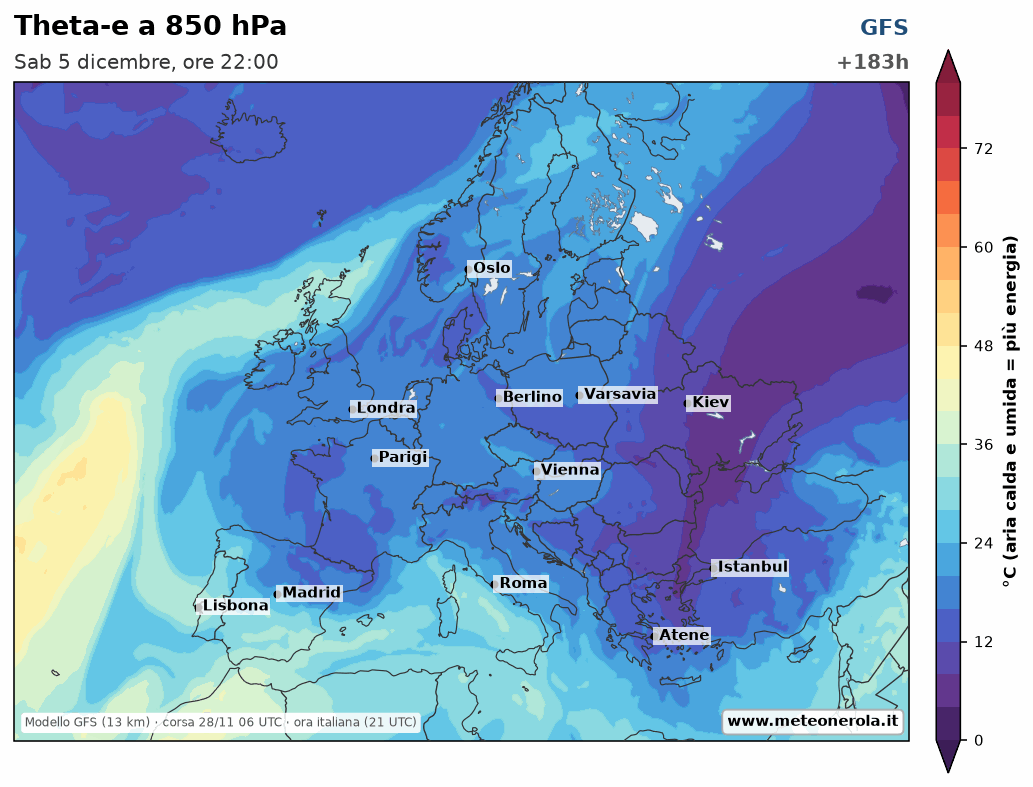 Theta-e a 850 hPa
GFS
Sab 5 dicembre, ore 22:00
+183h
72
60
48
36
24
12
0
°C (aria calda e umida = più energia)
Oslo
Berlino
Varsavia
Kiev
Londra
Parigi
Vienna
Istanbul
Roma
Madrid
Lisbona
Atene
Modello GFS (13 km) · corsa 28/11 06 UTC · ora italiana (21 UTC)
www.meteonerola.it